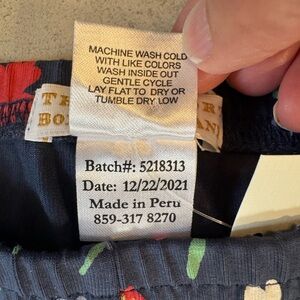 MACHINE WASH COLD
WITH LIKE COLORS
WASH INSIDE OUT
GENTLE CYCLE
LAY FLAT TO DRY OR
TUMBLE DRY LOW
Batch#: 5218313
Date: 12/22/2021
Made in Peru
859-317 8270